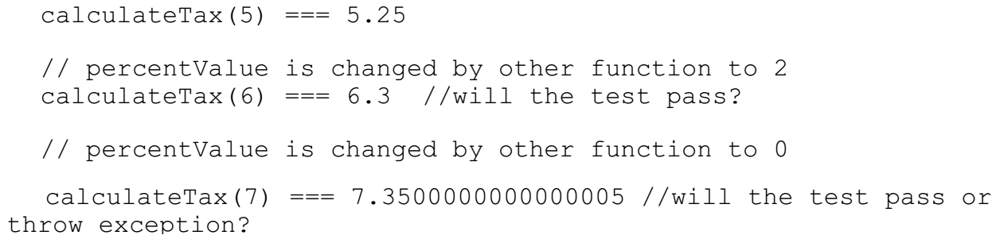 calculateTax(5) === 5.25
// percentValue is changed by other function to 2
calculateTax(6) === 6.3  //will the test pass?
// percentValue is changed by other function to 0
calculateTax(7) === 7.3500000000000005 //will the test pass or
throw exception?